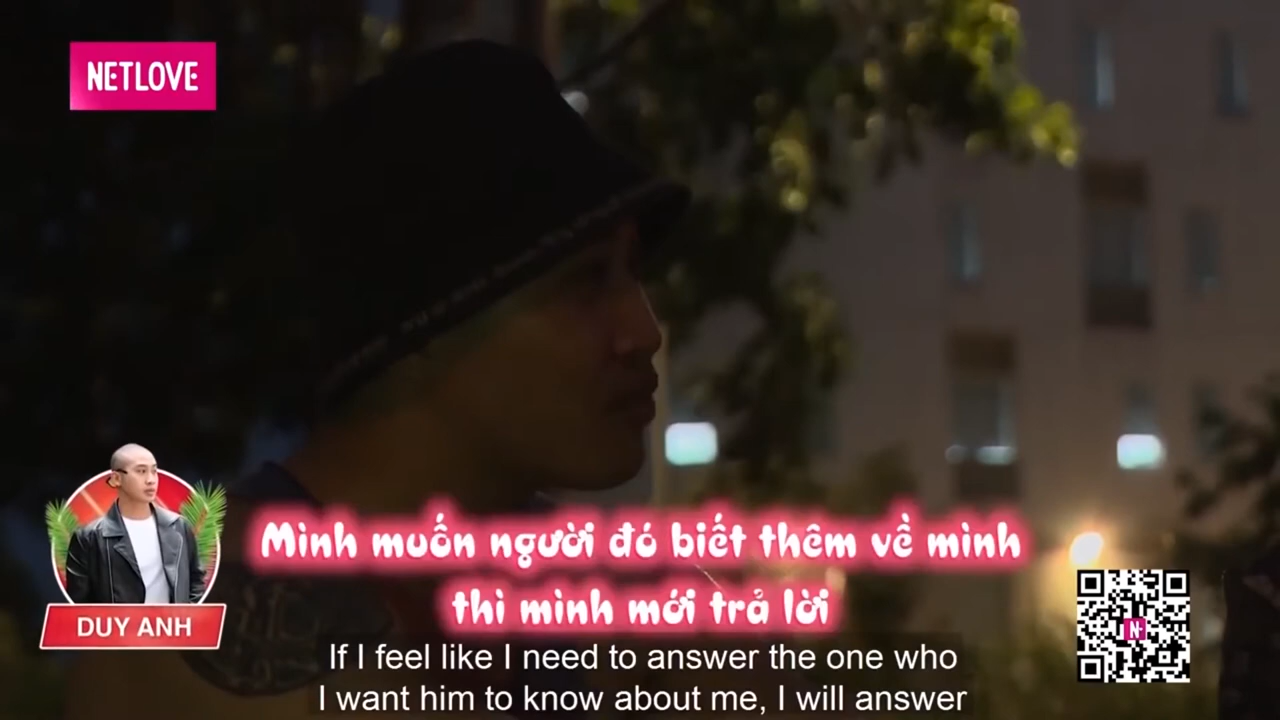 NETLOVE
Mình muốn người đó biết thêm về mình
thì mình mới trả lời
DUY ANH
If I feel like I need to answer the one who
I want him to know about me, I will answer
N